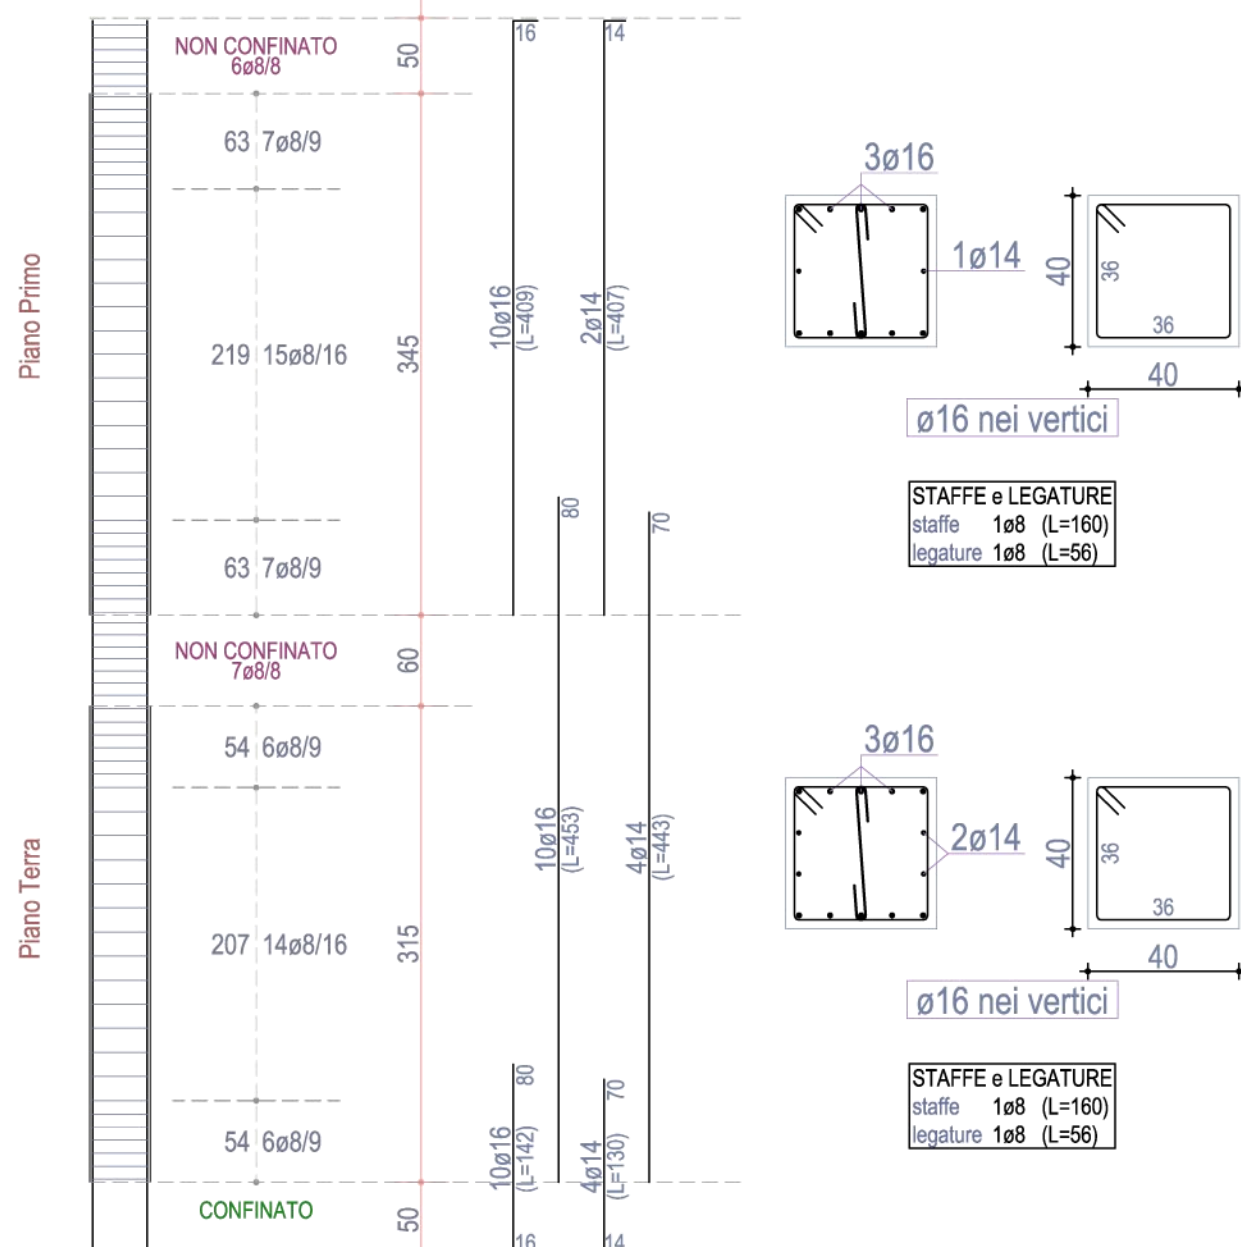 NON CONFINATO
6ø8/8
50
16
14
63 7ø8/9
Piano Primo
219 15ø8/16
345
10ø16
(L=409)
2ø14
(L=407)
80
70
63 7ø8/9
NON CONFINATO
7ø8/8
60
54 6ø8/9
Piano Terra
207 14ø8/16
315
10ø16
(L=453)
4ø14
(L=443)
80
70
54 6ø8/9
10ø16
(L=142)
4ø14
(L=130)
CONFINATO
50
16
14
3ø16
1ø14
40
36
36
40
ø16 nei vertici
STAFFE e LEGATURE
staffe 1ø8 (L=160)
legature 1ø8 (L=56)
3ø16
2ø14
40
36
36
40
ø16 nei vertici
STAFFE e LEGATURE
staffe 1ø8 (L=160)
legature 1ø8 (L=56)